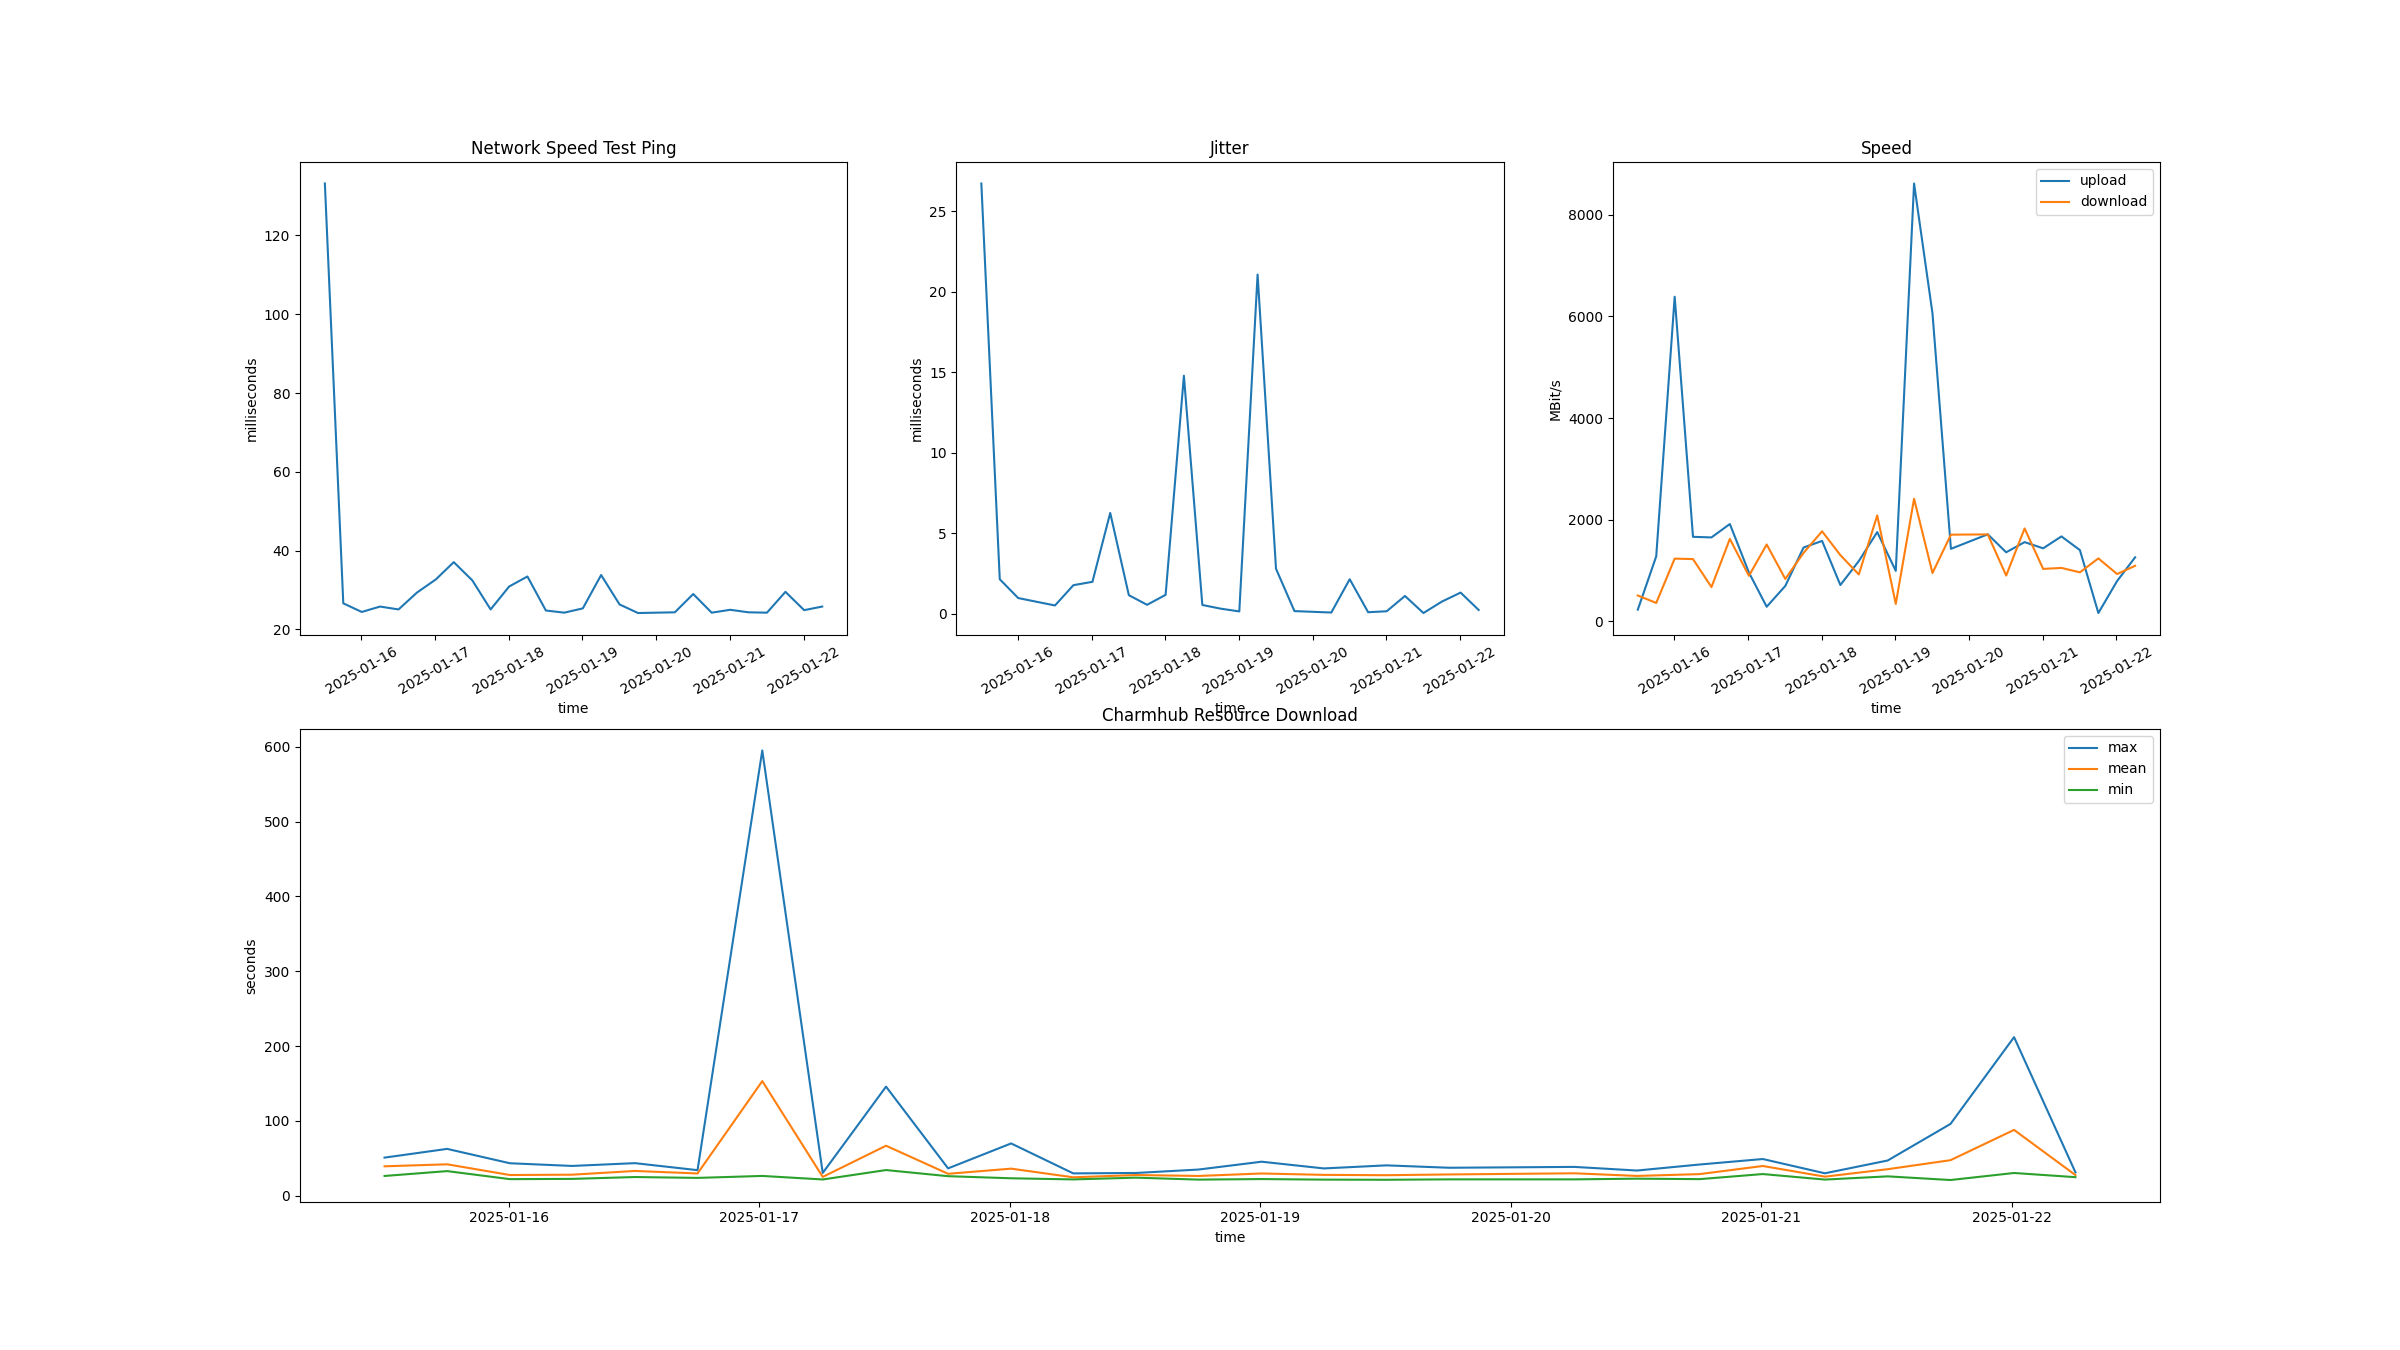 Network Speed Test Ping
milliseconds
120
100
80
60
40
20
2025-01-16 2025-01-17 2025-01-18 2025-01-19 2025-01-20 2025-01-21 2025-01-22
time
Jitter
milliseconds
25
20
15
10
5
0
2025-01-16 2025-01-17 2025-01-18 2025-01-19 2025-01-20 2025-01-21 2025-01-22
time
Speed
MBit/s
8000
6000
4000
2000
0
upload
download
2025-01-16 2025-01-17 2025-01-18 2025-01-19 2025-01-20 2025-01-21 2025-01-22
time
Charmhub Resource Download
seconds
600
500
400
300
200
100
0
max
mean
min
2025-01-16 2025-01-17 2025-01-18 2025-01-19 2025-01-20 2025-01-21 2025-01-22
time